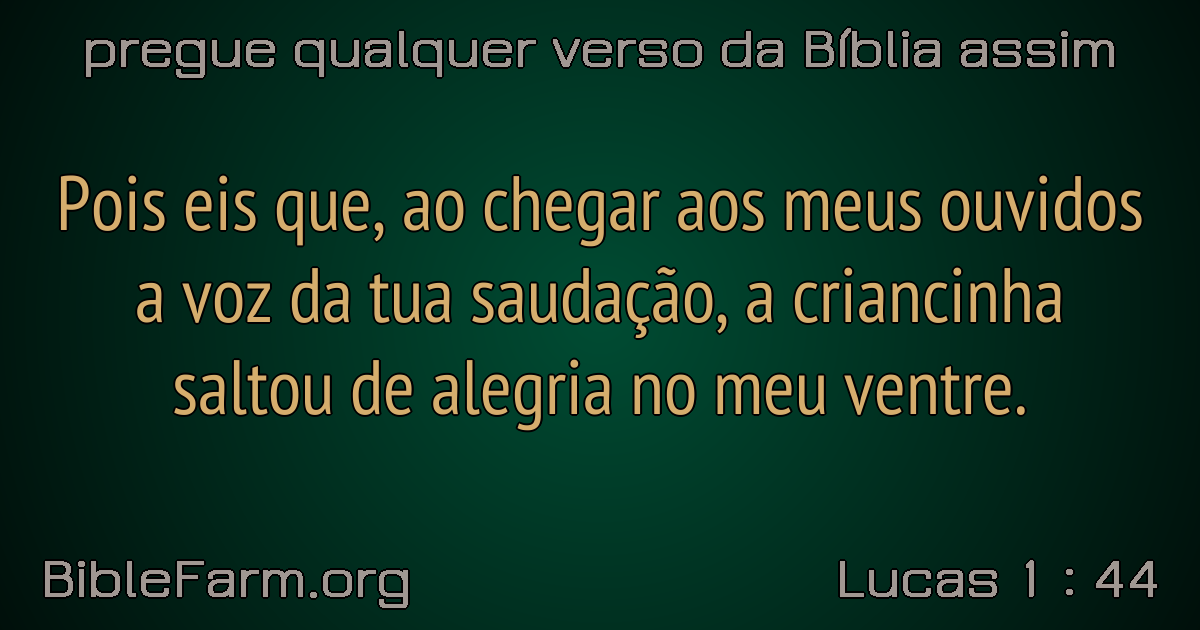 pregue qualquer verso da Bíblia assim
Pois eis que, ao chegar aos meus ouvidos
a voz da tua saudação, a criancinha
saltou de alegria no meu ventre.
BibleFarm.org
Lucas 1 : 44